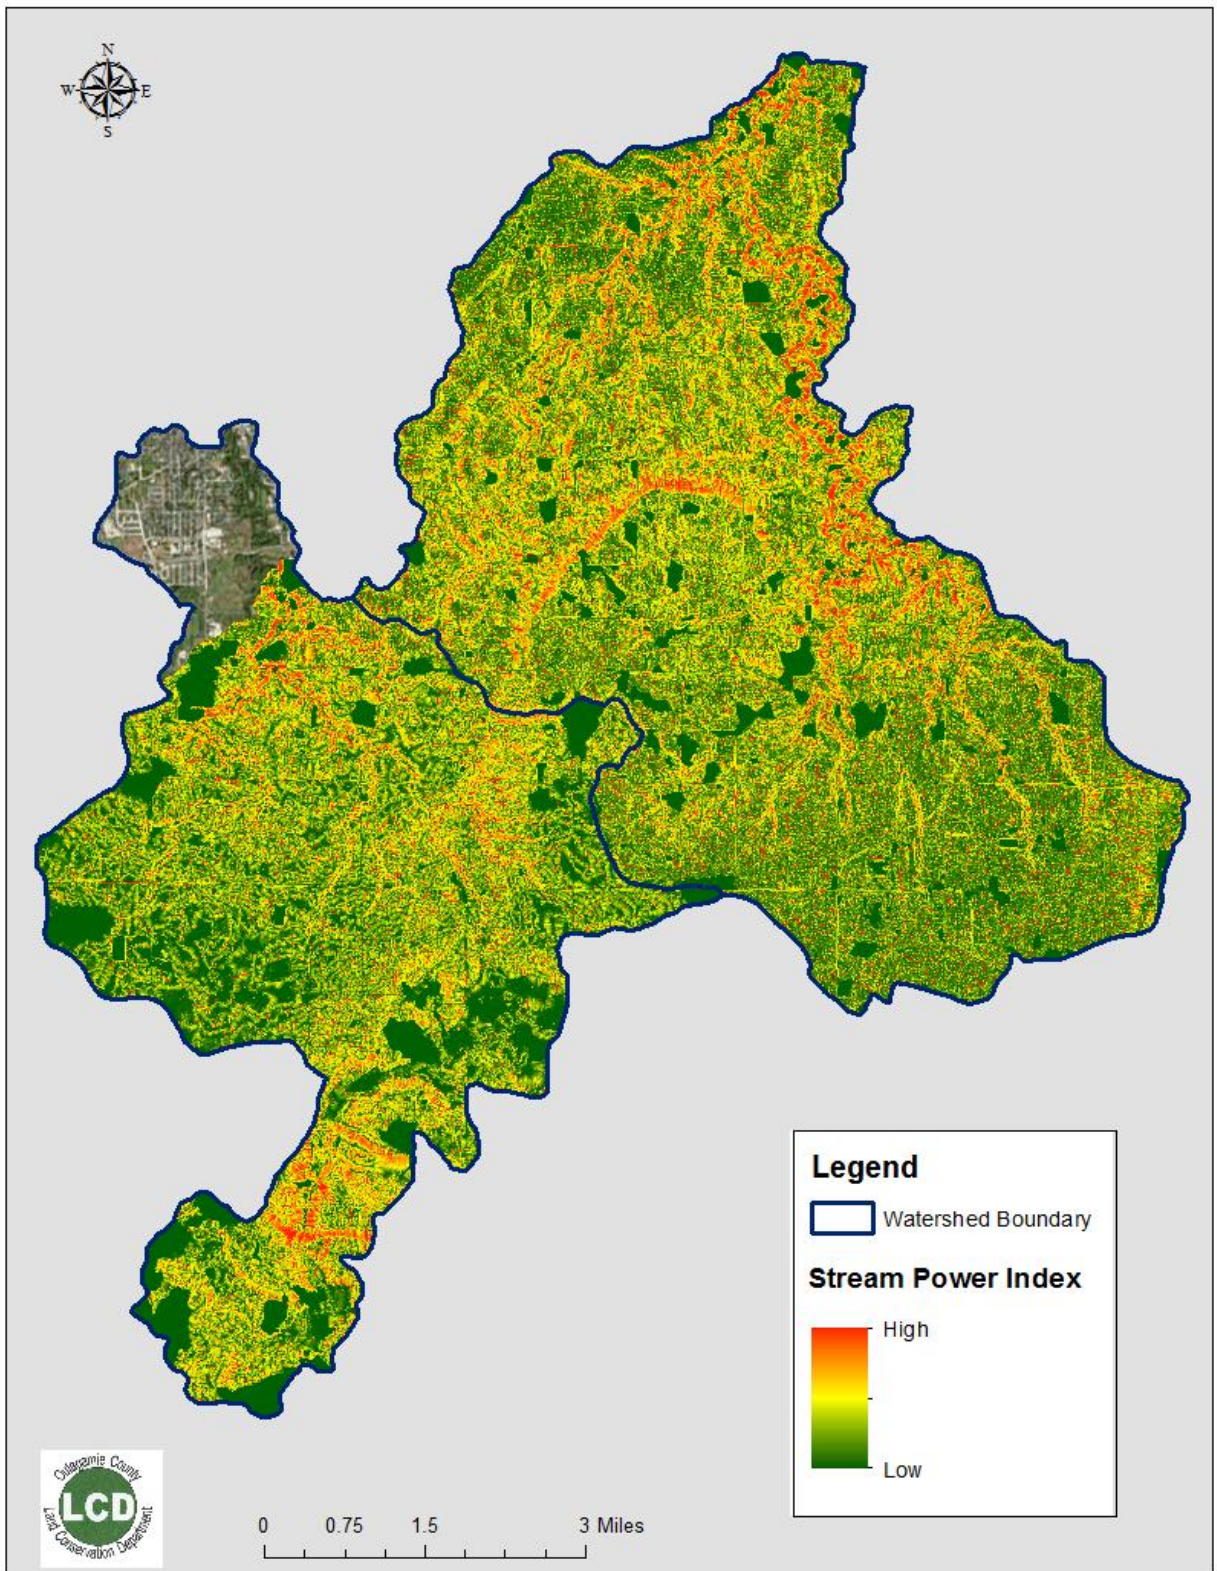 N
W E
S
Legend
Watershed Boundary
Stream Power Index
High
Low
Outagamie County
LCD
Land Conservation Department
0 0.75 1.5 3 Miles